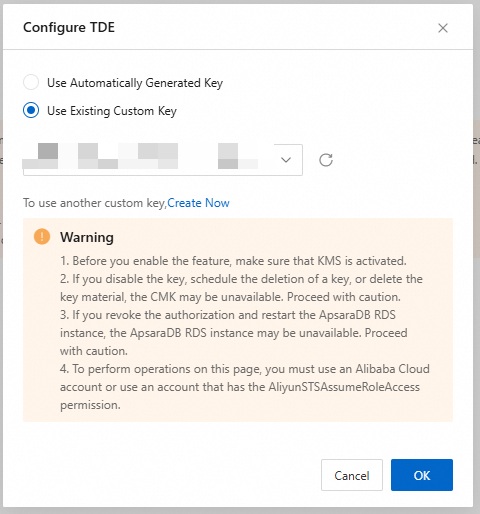 Configure TDE
Use Automatically Generated Key
Use Existing Custom Key
To use another custom key,Create Now
Warning
1. Before you enable the feature, make sure that KMS is activated.
2. If you disable the key, schedule the deletion of a key, or delete the
key material, the CMK may be unavailable. Proceed with caution.
3. If you revoke the authorization and restart the ApsaraDB RDS
instance, the ApsaraDB RDS instance may be unavailable. Proceed
with caution.
4. To perform operations on this page, you must use an Alibaba Cloud
account or use an account that has the AliyunSTSAssumeRoleAccess
permission.
Cancel
OK